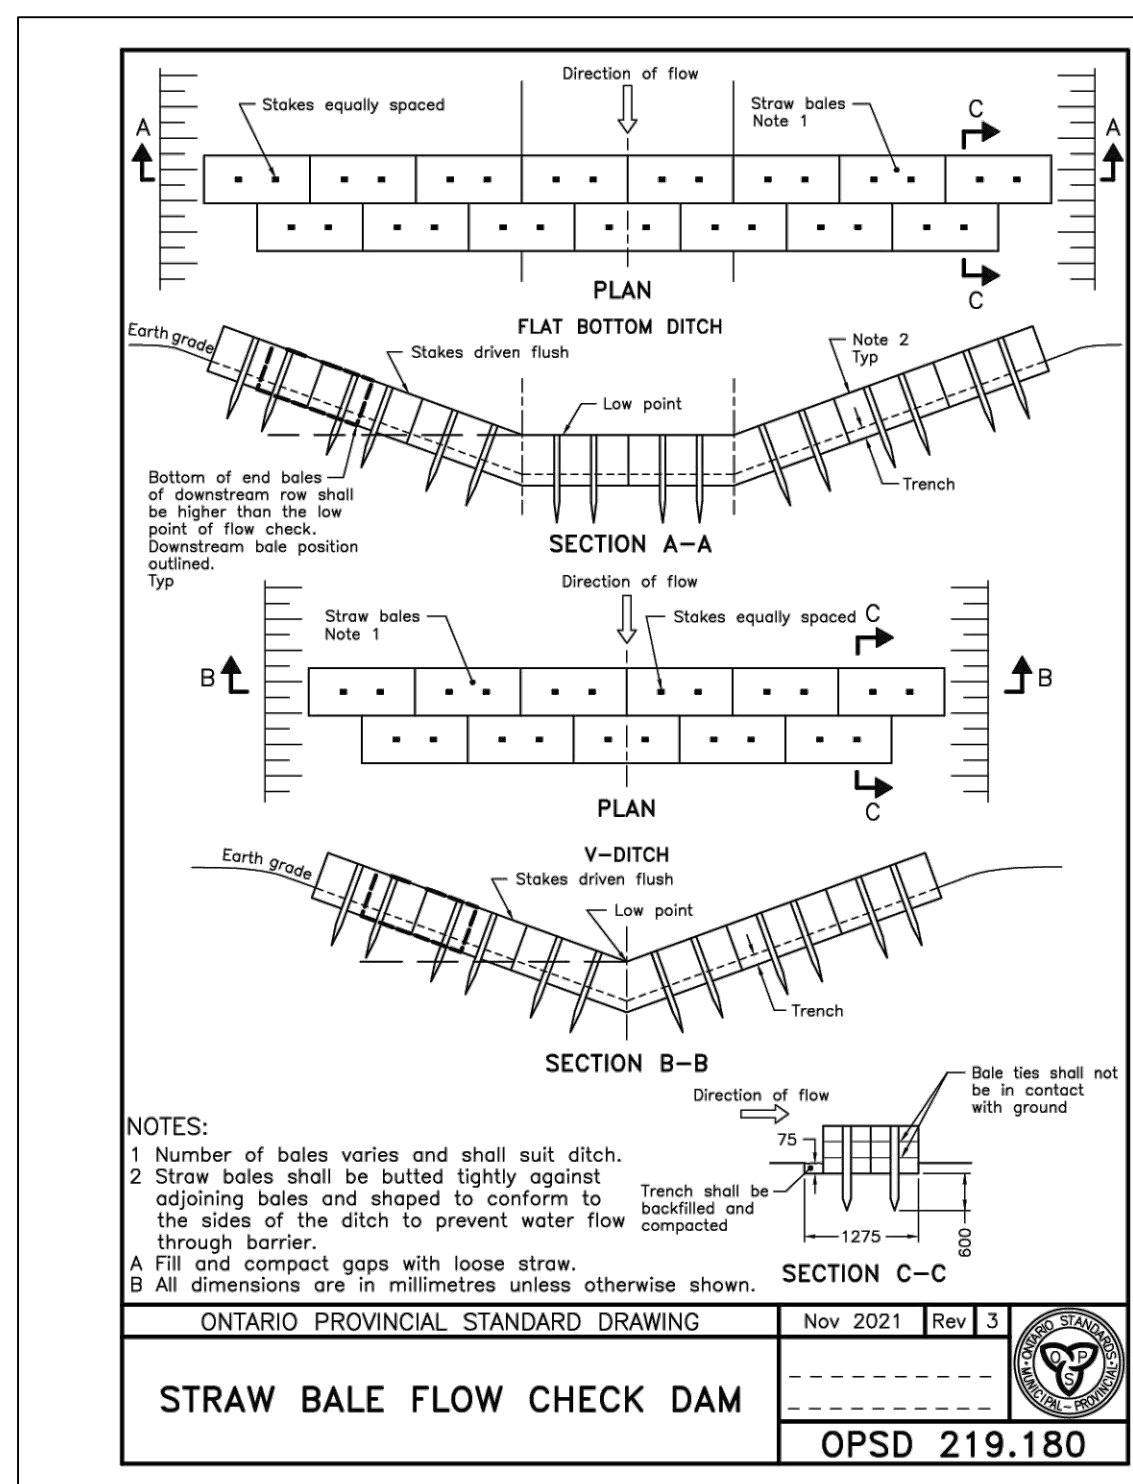 Direction of flow
Stakes equally spaced
Straw bales
Note 1
C
A
A
C
PLAN
FLAT BOTTOM DITCH
Earth grade
Stakes driven flush
Note 2
Typ
Low point
Trench
Bottom of end bales
of downstream row shall
be higher than the low
point of flow check.
Downstream bale position
outlined.
Typ
SECTION A-A
Direction of flow
Straw bales
Note 1
Stakes equally spaced
C
B
B
C
PLAN
V-DITCH
Earth grade
Stakes driven flush
Low point
Trench
SECTION B-B
Direction of flow
Bale ties shall not
be in contact
with ground
75
Trench shall be
backfilled and
compacted
1275
600
SECTION C-C
NOTES:
1 Number of bales varies and shall suit ditch.
2 Straw bales shall be butted tightly against
adjoining bales and shaped to conform to
the sides of the ditch to prevent water flow
through barrier.
A Fill and compact gaps with loose straw.
B All dimensions are in millimetres unless otherwise shown.
ONTARIO PROVINCIAL STANDARD DRAWING
Nov 2021
Rev
3
STRAW BALE FLOW CHECK DAM
ONTARIO STANDARDS
MUNICIPAL-PROVINCIAL
O P
S
OPSD 219.180